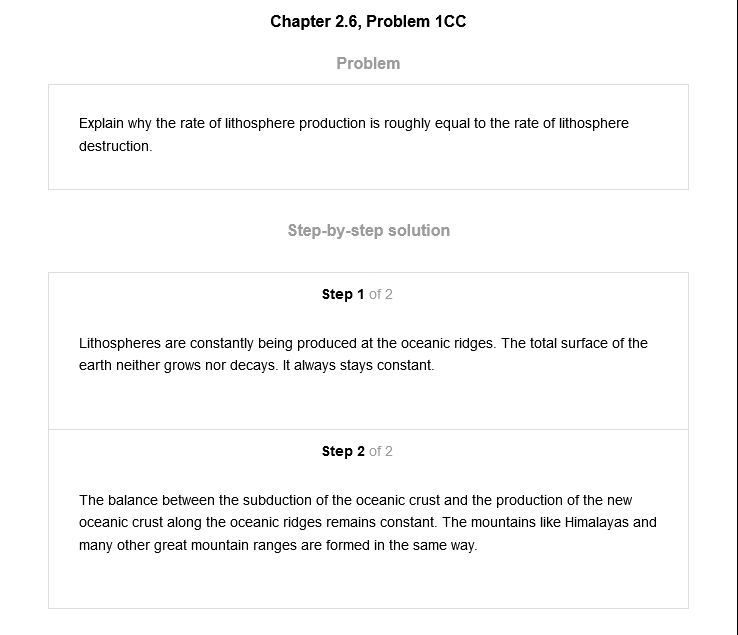 Chapter 2.6, Problem 1CC
Problem
Explain why the rate of lithosphere production is roughly equal to the rate of lithosphere
destruction.
Step-by-step solution
Step 1 of 2
Lithospheres are constantly being produced at the oceanic ridges. The total surface of the
earth neither grows nor decays. It always stays constant.
Step 2 of 2
The balance between the subduction of the oceanic crust and the production of the new
oceanic crust along the oceanic ridges remains constant. The mountains like Himalayas and
many other great mountain ranges are formed in the same way.